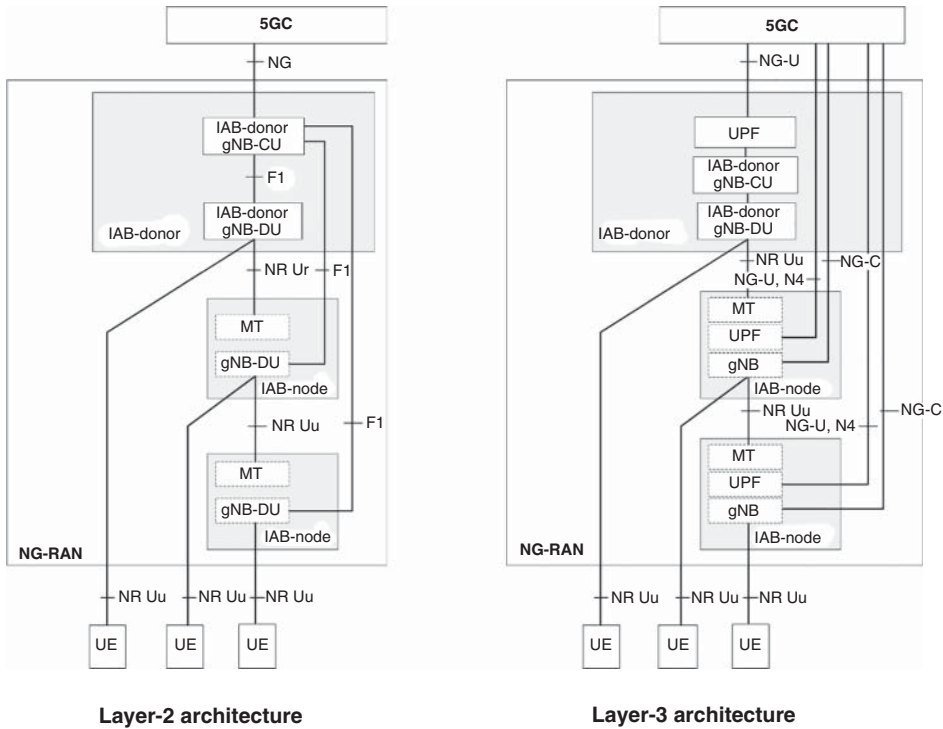 5GC
NG
IAB-donor
gNB-CU
F1
IAB-donor
gNB-DU
IAB-donor
NR Ur
F1
MT
gNB-DU
IAB-node
NR Uu
F1
MT
gNB-DU
IAB-node
NG-RAN
NR Uu
NR Uu
NR Uu
UE
UE
UE
Layer-2 architecture
5GC
NG-U
UPF
IAB-donor
gNB-CU
IAB-donor
gNB-DU
IAB-donor
NR Uu
NG-C
NG-U, N4
MT
UPF
gNB
IAB-node
NR Uu
NG-C
NG-U, N4
MT
UPF
gNB
IAB-node
NG-RAN
NR Uu
NR Uu
NR Uu
UE
UE
UE
Layer-3 architecture